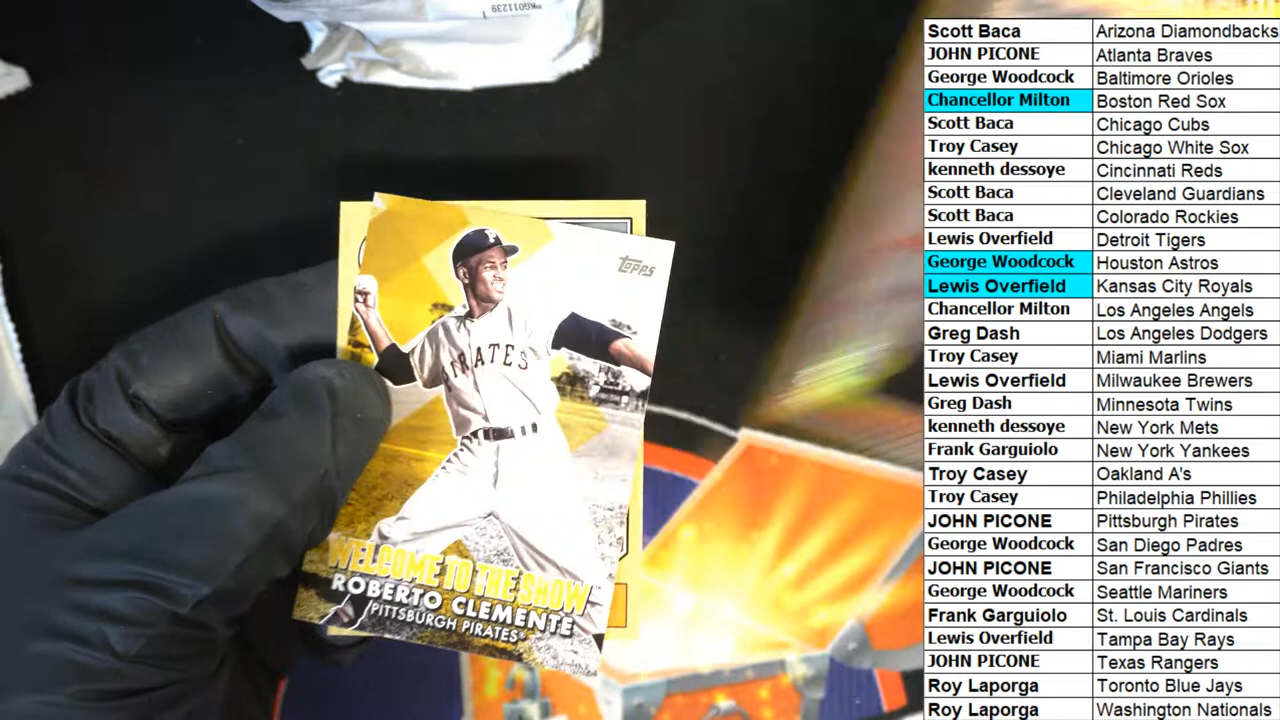 KG011239
P
Topps
PIRATES
WELCOME TO THE SHOW
ROBERTO CLEMENTE
PITTSBURGH PIRATES
Scott Baca Arizona Diamondbacks
JOHN PICONE Atlanta Braves
George Woodcock Baltimore Orioles
Chancellor Milton Boston Red Sox
Scott Baca Chicago Cubs
Troy Casey Chicago White Sox
kenneth dessoye Cincinnati Reds
Scott Baca Cleveland Guardians
Scott Baca Colorado Rockies
Lewis Overfield Detroit Tigers
George Woodcock Houston Astros
Lewis Overfield Kansas City Royals
Chancellor Milton Los Angeles Angels
Greg Dash Los Angeles Dodgers
Troy Casey Miami Marlins
Lewis Overfield Milwaukee Brewers
Greg Dash Minnesota Twins
kenneth dessoye New York Mets
Frank Garguiolo New York Yankees
Troy Casey Oakland A's
Troy Casey Philadelphia Phillies
JOHN PICONE Pittsburgh Pirates
George Woodcock San Diego Padres
JOHN PICONE San Francisco Giants
George Woodcock Seattle Mariners
Frank Garguiolo St. Louis Cardinals
Lewis Overfield Tampa Bay Rays
JOHN PICONE Texas Rangers
Roy Laporga Toronto Blue Jays
Roy Laporga Washington Nationals